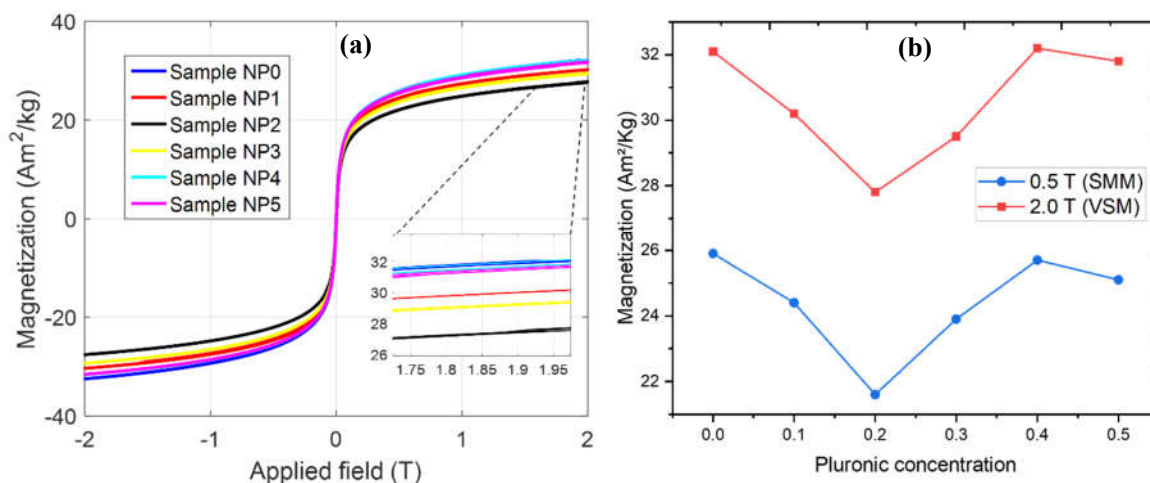 (a)
40
20
0
-20
-40
Magnetization (Am²/kg)
Sample NP0
Sample NP1
Sample NP2
Sample NP3
Sample NP4
Sample NP5
32
30
28
26
1.75 1.8 1.85 1.9 1.95
-2 -1 0 1 2
Applied field (T)
(b)
32
30
28
26
24
22
Magnetization (Am²/Kg)
0.5 T (SMM)
2.0 T (VSM)
0.0 0.1 0.2 0.3 0.4 0.5
Pluronic concentration